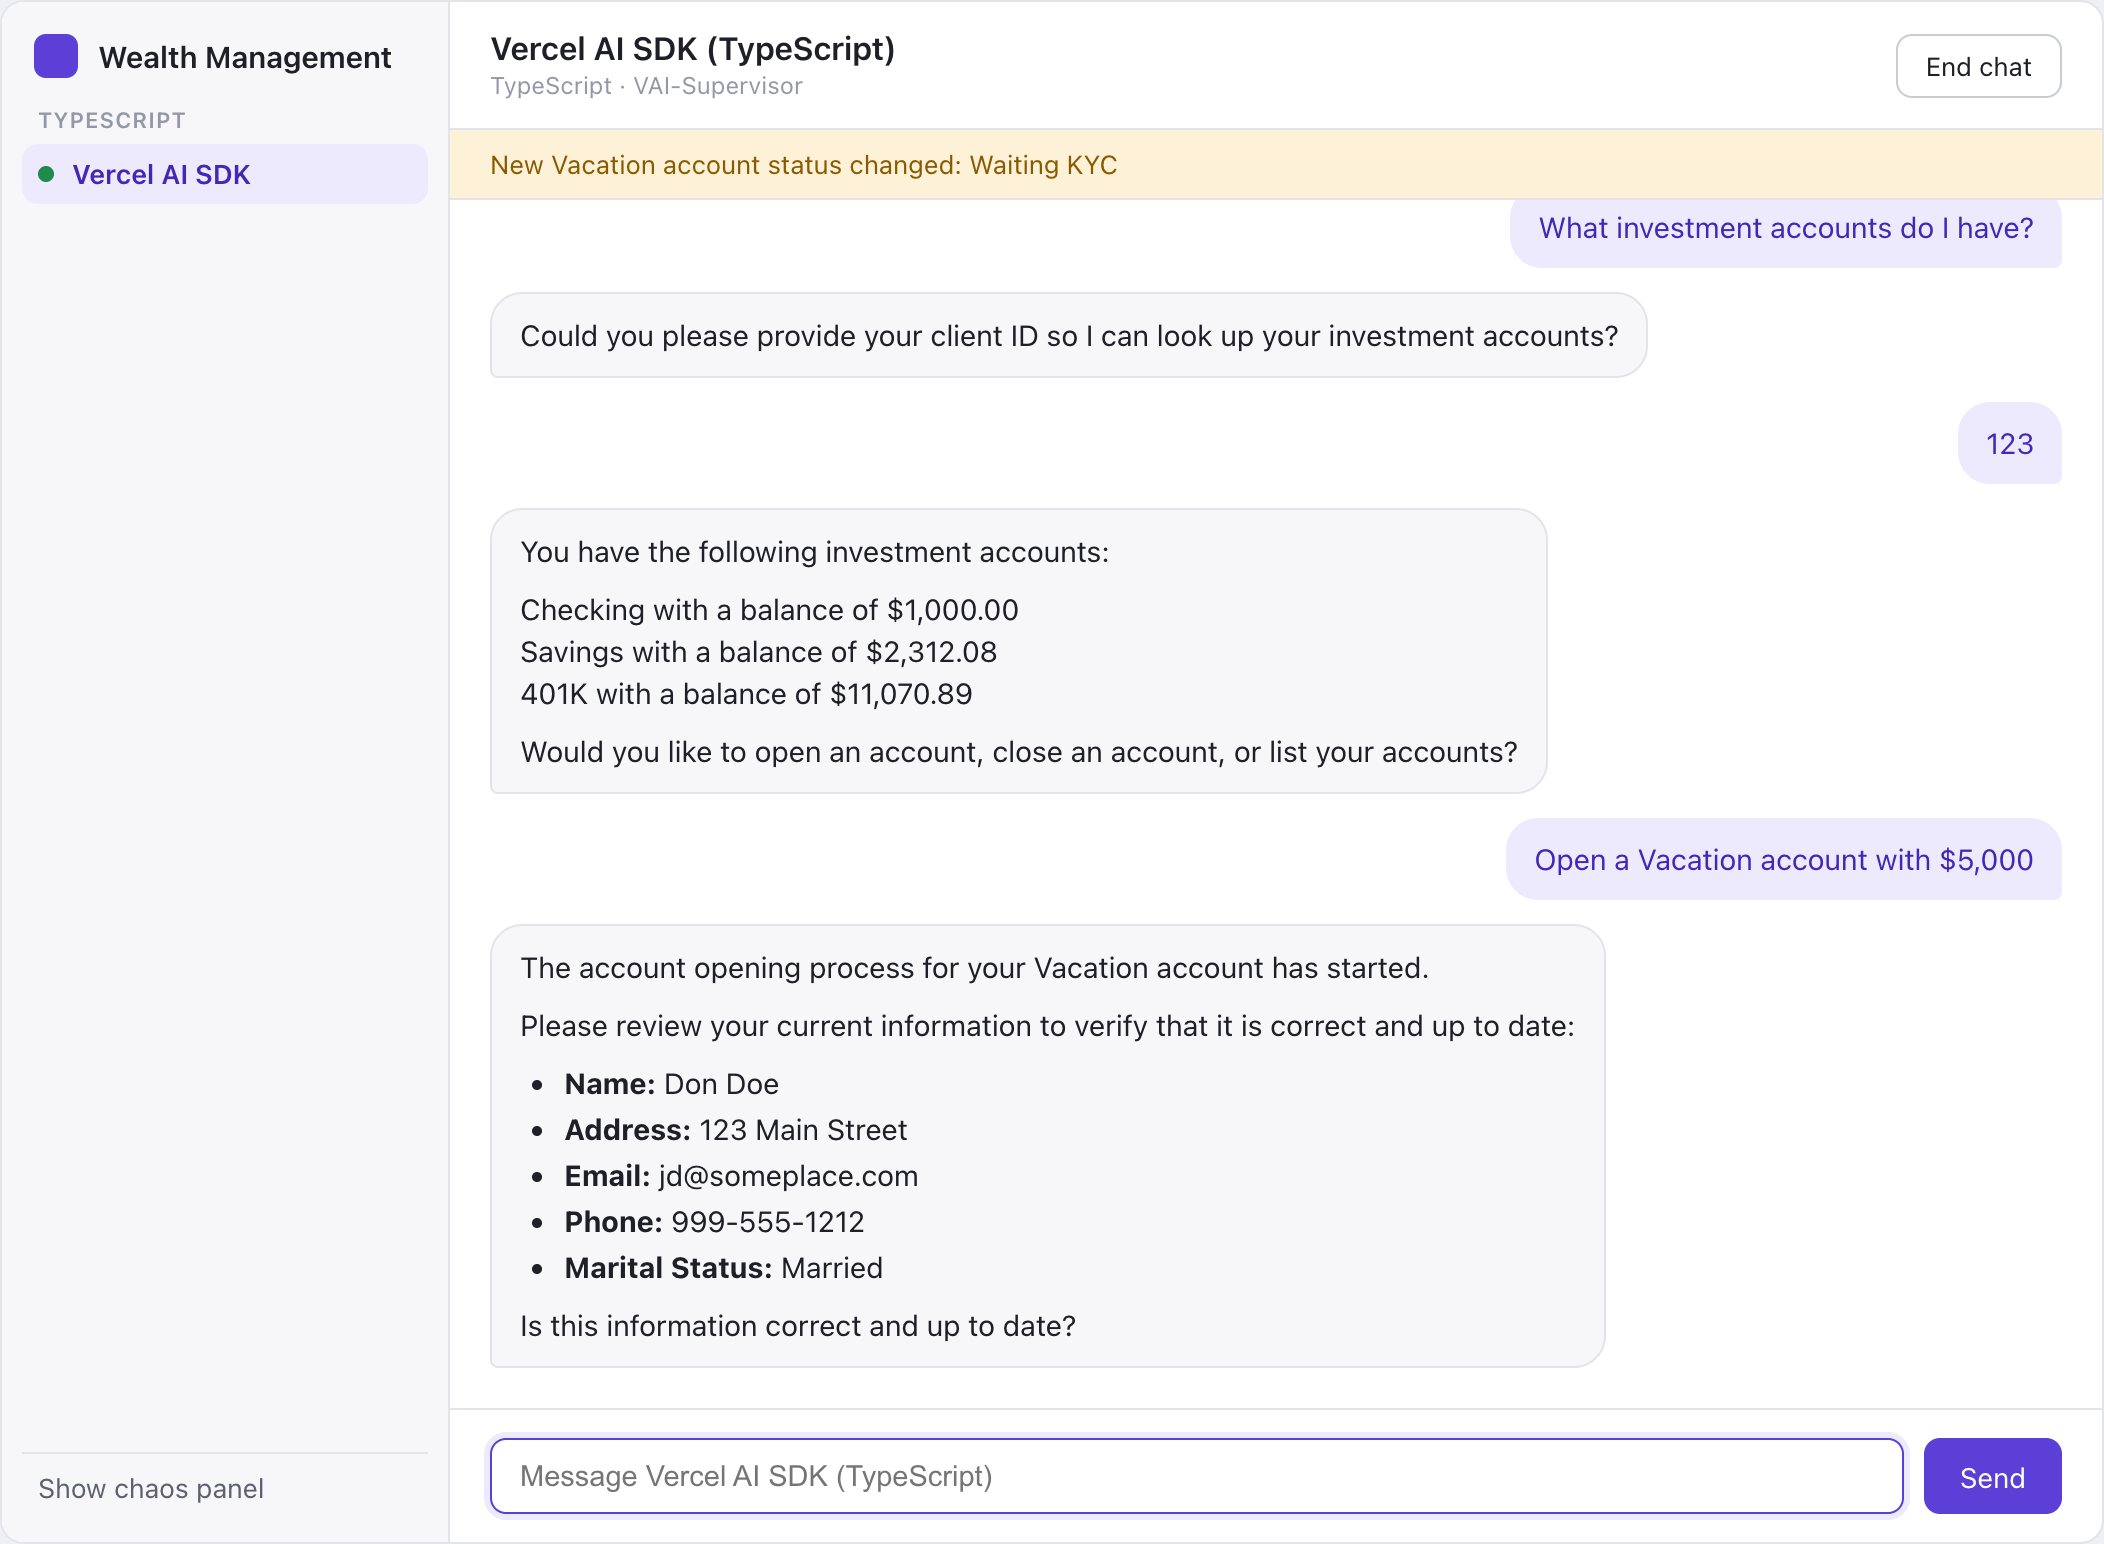 Wealth Management
TYPESCRIPT
Vercel AI SDK
Show chaos panel
Vercel AI SDK (TypeScript)
TypeScript · VAI-Supervisor
End chat
New Vacation account status changed: Waiting KYC
What investment accounts do I have?
Could you please provide your client ID so I can look up your investment accounts?
123
You have the following investment accounts:
Checking with a balance of $1,000.00
Savings with a balance of $2,312.08
401K with a balance of $11,070.89
Would you like to open an account, close an account, or list your accounts?
Open a Vacation account with $5,000
The account opening process for your Vacation account has started.
Please review your current information to verify that it is correct and up to date:
• Name: Don Doe
• Address: 123 Main Street
• Email: jd@someplace.com
• Phone: 999-555-1212
• Marital Status: Married
Is this information correct and up to date?
Message Vercel AI SDK (TypeScript)
Send